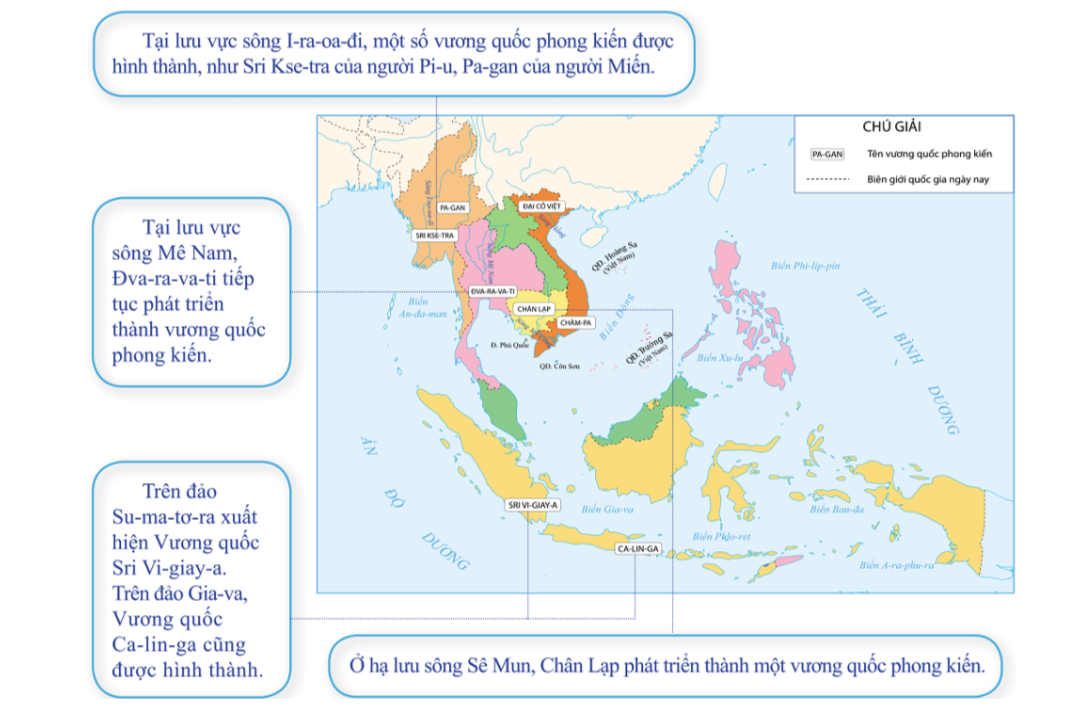 Tại lưu vực sông I-ra-oa-đi, một số vương quốc phong kiến được
hình thành, như Sri Kse-tra của người Pi-u, Pa-gan của người Miến.
CHÚ GIẢI
PA-GAN
Tên vương quốc phong kiến
Biên giới quốc gia ngày nay
Tại lưu vực
sông Mê Nam,
Đva-ra-va-ti tiếp
tục phát triển
thành vương quốc
phong kiến.
PA-GAN
ĐẠI CỒ VIỆT
SRI KSE-TRA
Sông Mê Nam
QĐ. Hoàng Sa
(Việt Nam)
Biển Phi-lip-pin
ĐVA-RA-VA-TI
Biển
An-đa-man
CHÂN LẠP
CHĂM-PA
Biển Đông
THÁI BÌNH DƯƠNG
Đ. Phú Quốc
QĐ. Côn Sơn
QĐ. Trường Sa
(Việt Nam)
Biển Xu-lu
ẤN ĐỘ DƯƠNG
SRI VI-GIAY-A
Biển Gia-va
Biển Ban-đa
Biển Phlo-ret
CA-LIN-GA
Biển A-ra-phu-ra
Trên đảo
Su-ma-tơ-ra xuất
hiện Vương quốc
Sri Vi-giay-a.
Trên đảo Gia-va,
Vương quốc
Ca-lin-ga cũng
được hình thành.
Ở hạ lưu sông Sê Mun, Chân Lạp phát triển thành một vương quốc phong kiến.